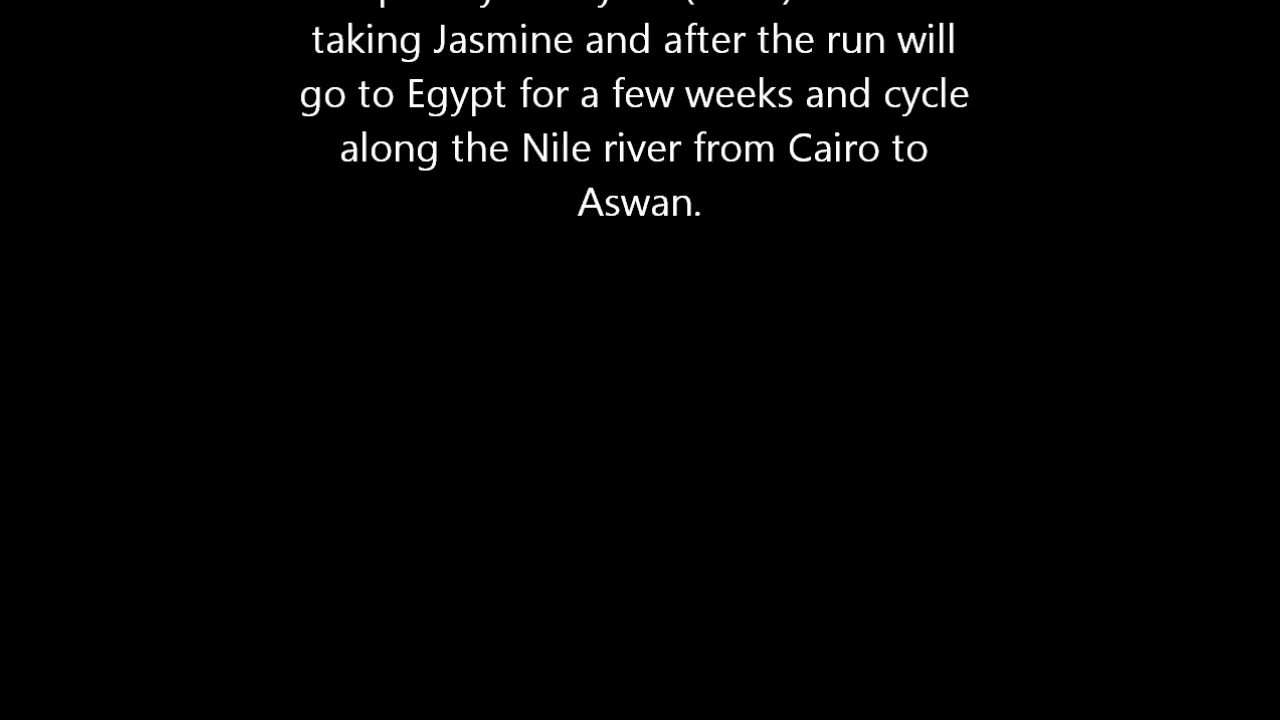 taking Jasmine and after the run will
go to Egypt for a few weeks and cycle
along the Nile river from Cairo to
Aswan.